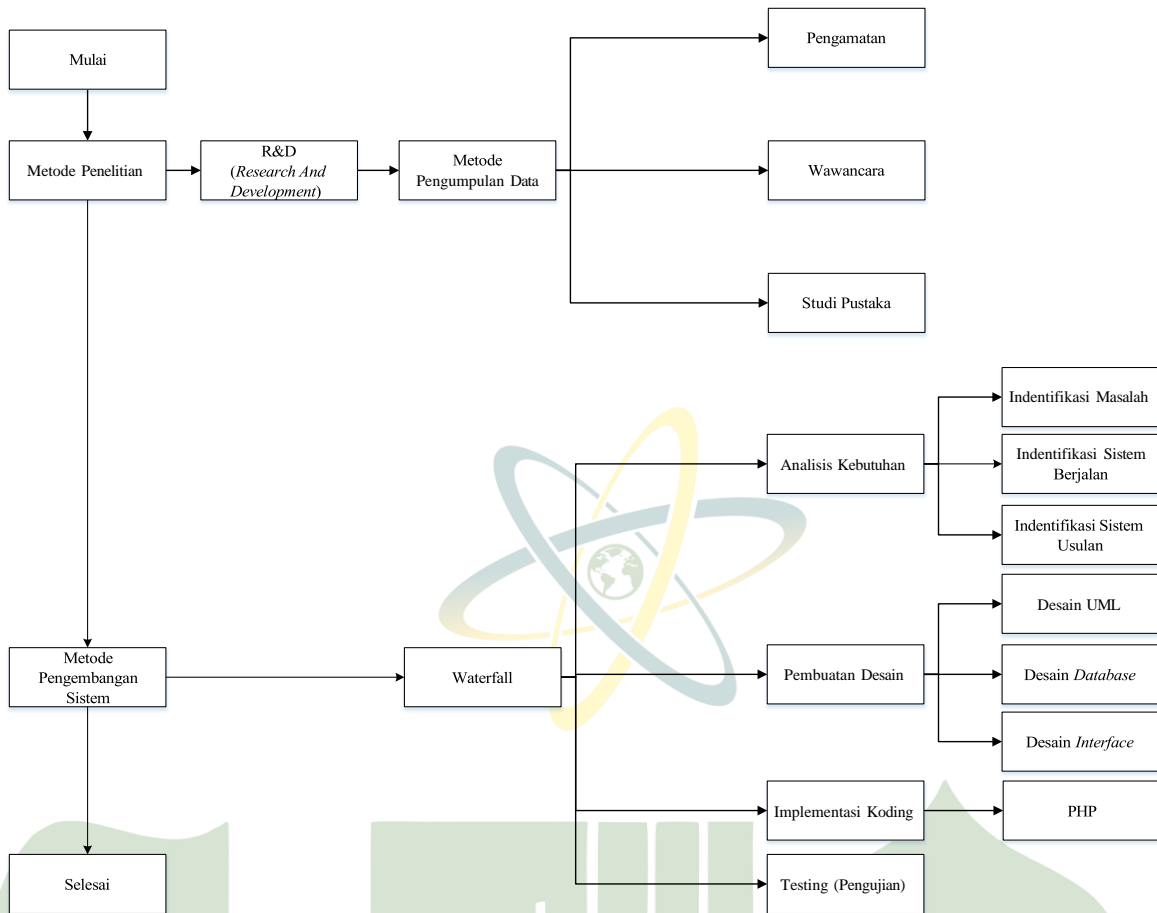 Mulai
Metode Penelitian
R&D
(Research And
Development)
Metode
Pengumpulan Data
Pengamatan
Wawancara
Studi Pustaka
Metode
Pengembangan
Sistem
Waterfall
Analisis Kebutuhan
Indentifikasi Masalah
Indentifikasi Sistem
Berjalan
Indentifikasi Sistem
Usulan
Pembuatan Desain
Desain UML
Desain Database
Desain Interface
Implementasi Koding
PHP
Testing (Pengujian)
Selesai